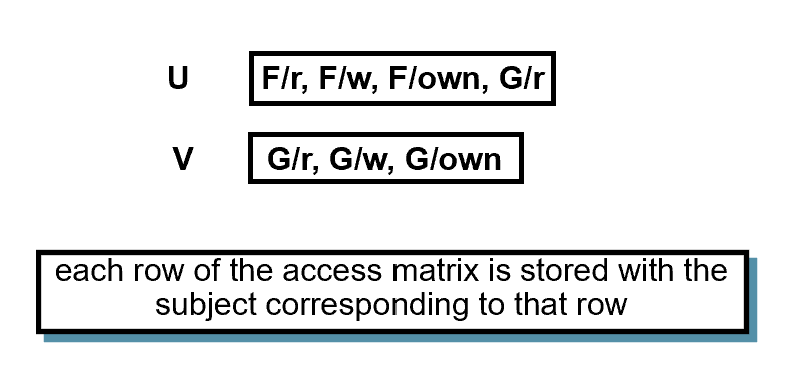 U F/r, F/w, F/own, G/r
V G/r, G/w, G/own
each row of the access matrix is stored with the
subject corresponding to that row